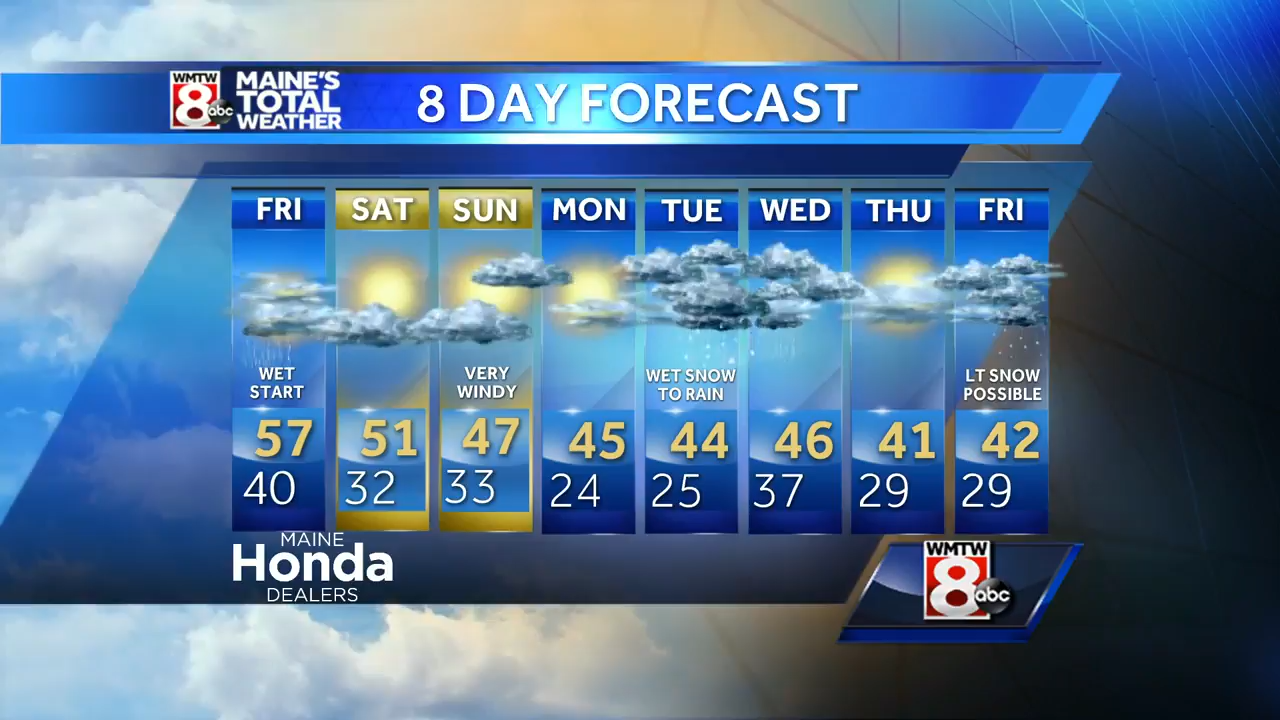 WMTW
8 abc
MAINE'S
TOTAL
WEATHER
8 DAY FORECAST
FRI SAT SUN MON TUE WED THU FRI
WET
START
VERY
WINDY
WET SNOW
TO RAIN
LT SNOW
POSSIBLE
57 51 47 45 44 46 41 42
40 32 33 24 25 37 29 29
MAINE
Honda
DEALERS
WMTW
8 abc